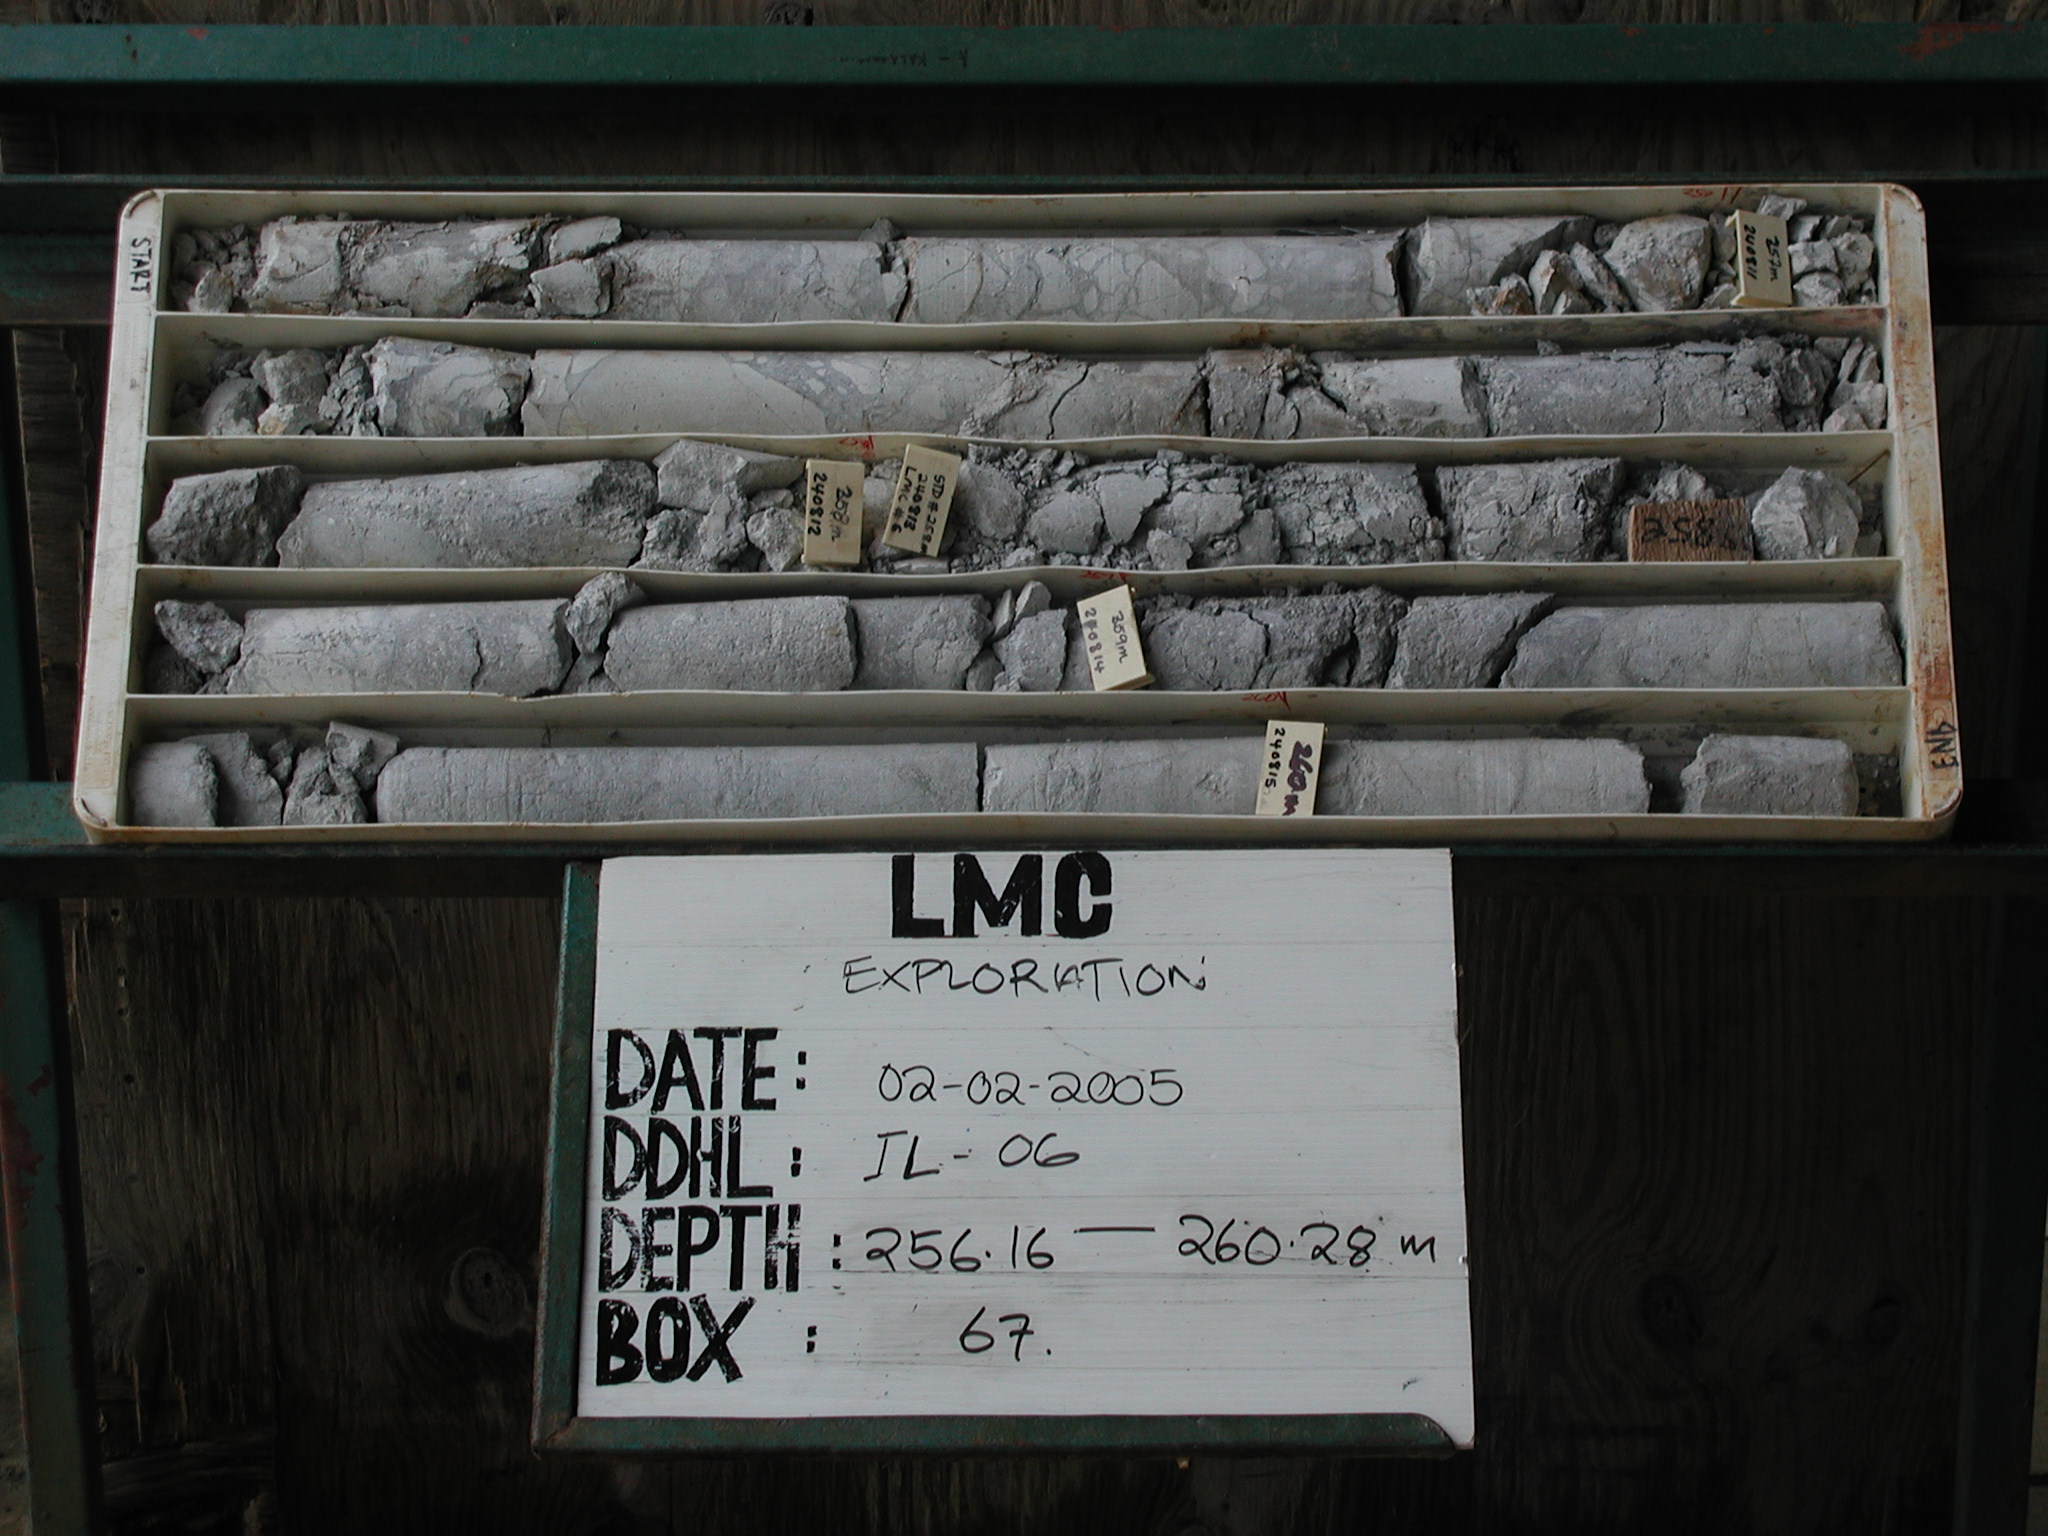 START
257m
240811
258m
240812
STD # 258m
240813
LMC # 6
258
259m
240814
260m
240815
END
LMC
EXPLORATION
DATE: 02-02-2005
DDHL: IL-06
DEPTH: 256.16 — 260.28 m
BOX : 67.